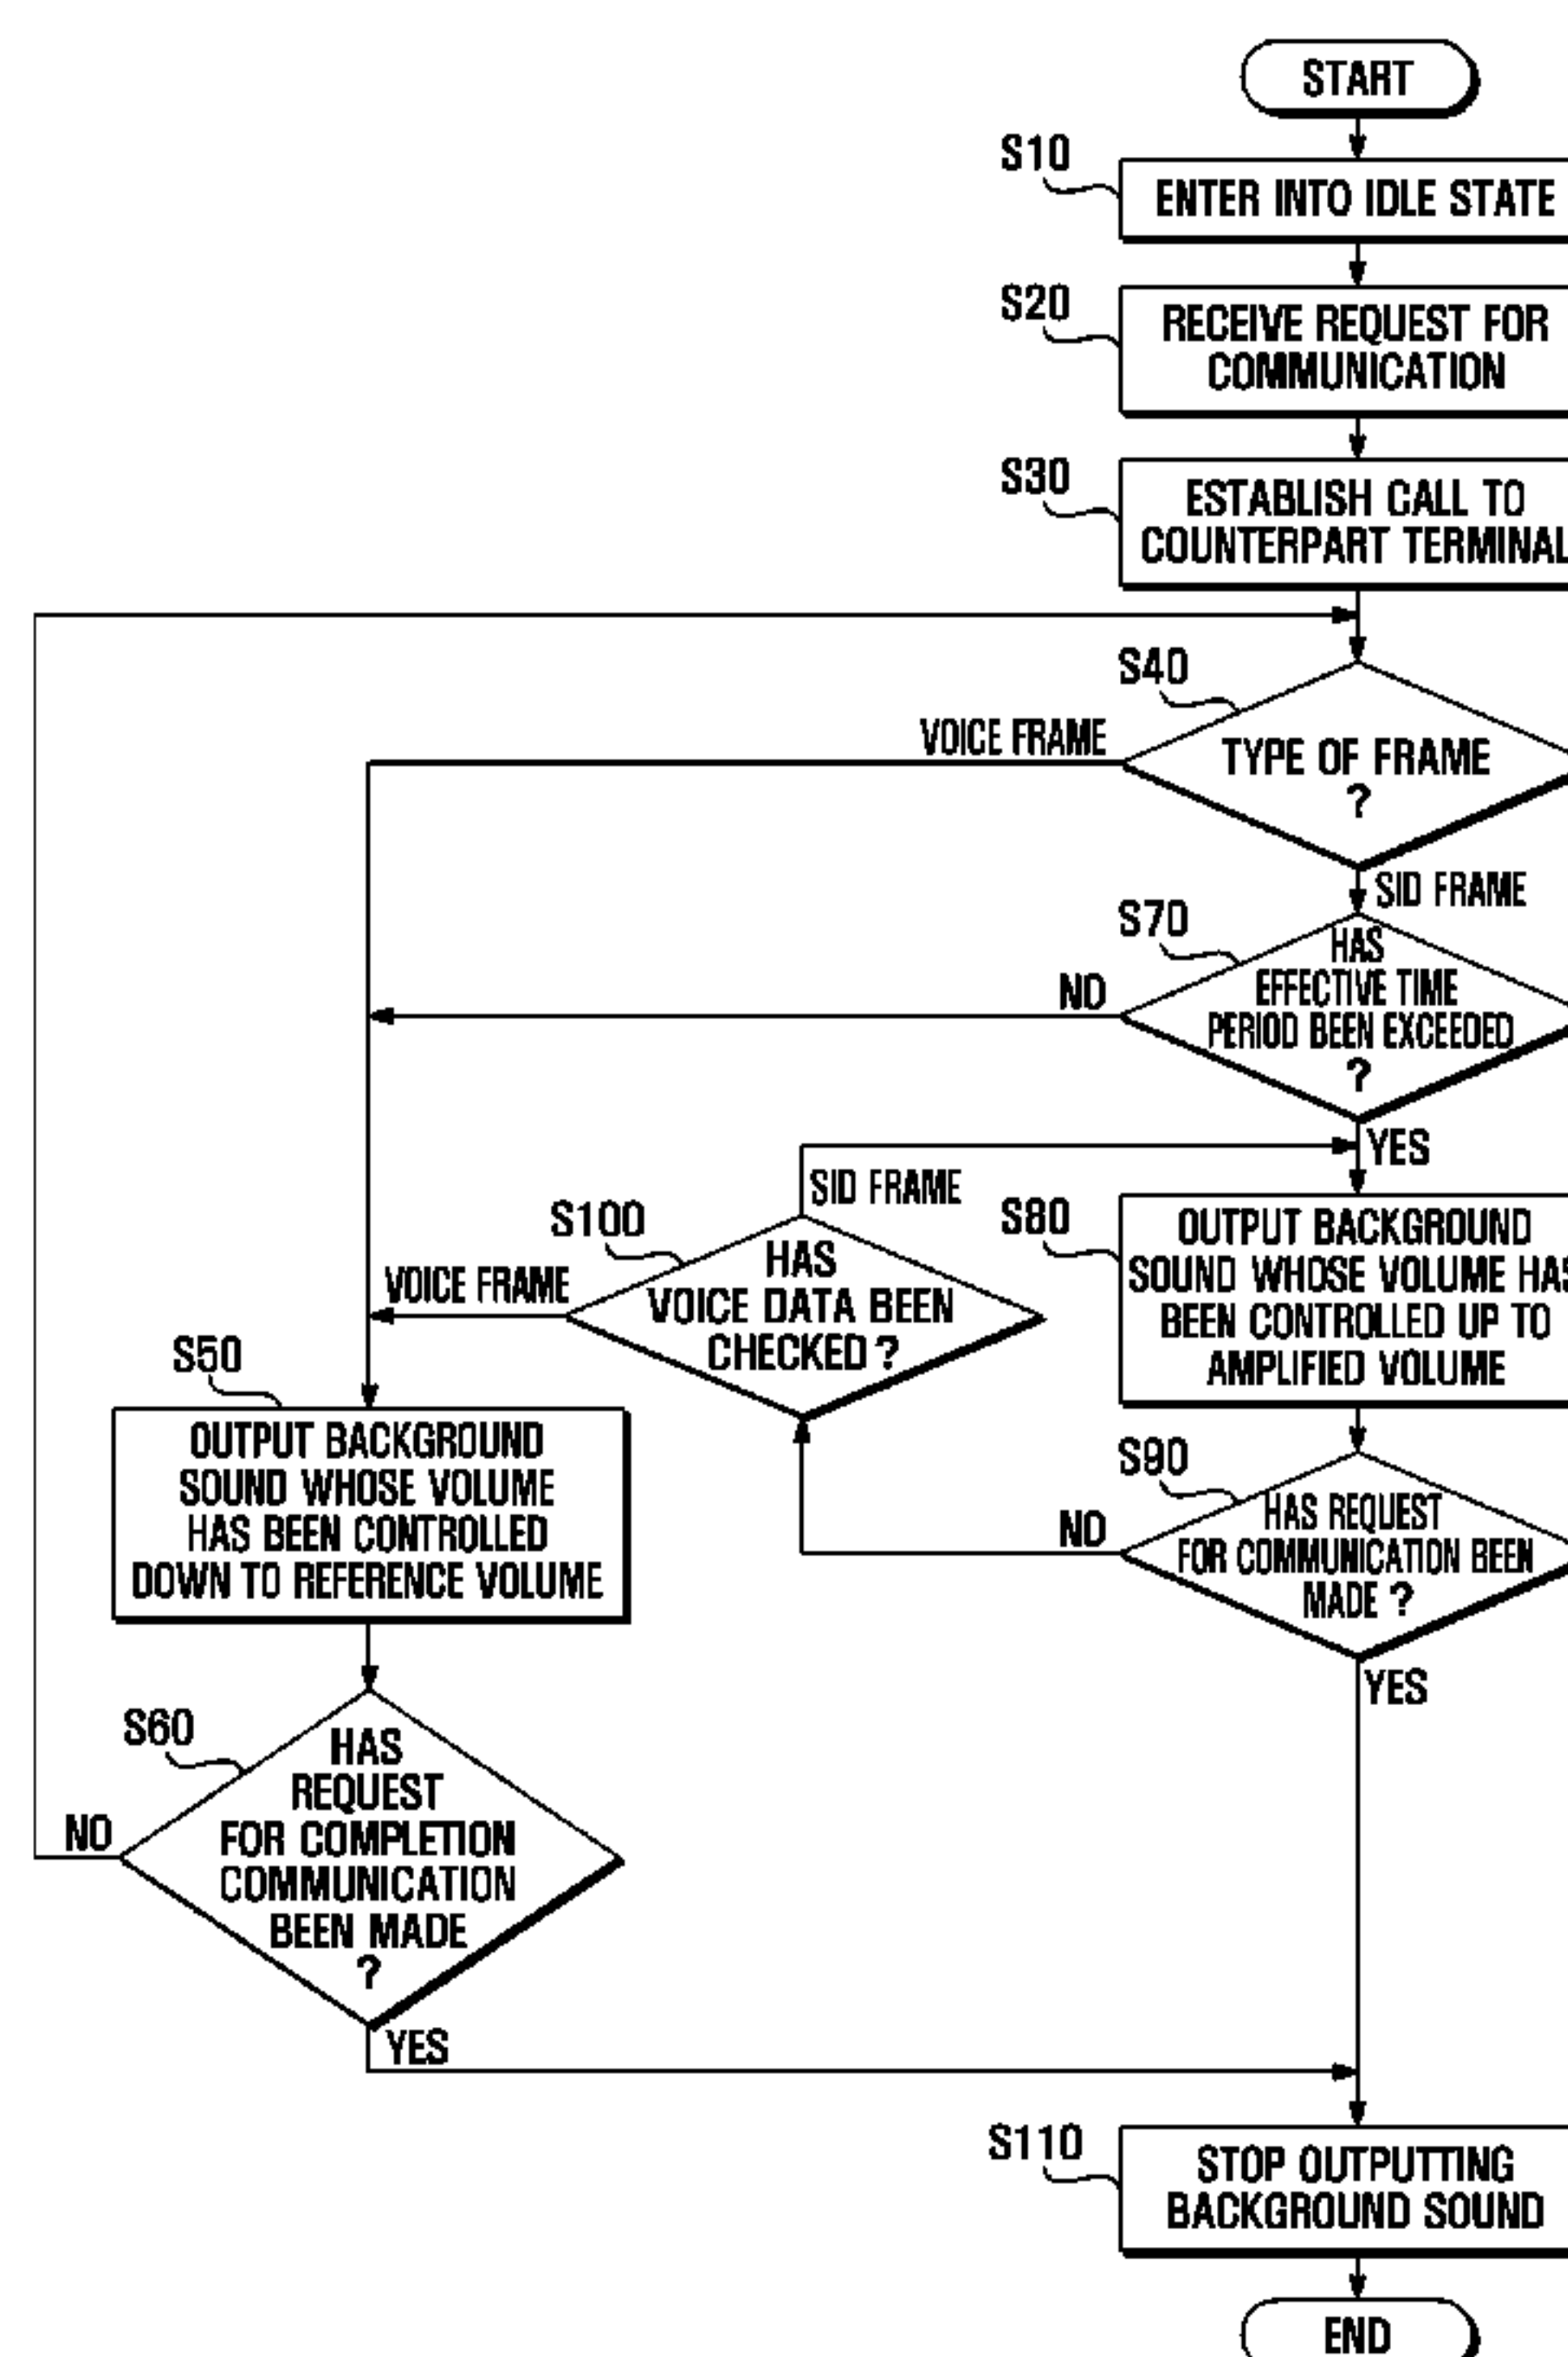 START
S10
ENTER INTO IDLE STATE
S20
RECEIVE REQUEST FOR
COMMUNICATION
S30
ESTABLISH CALL TO
COUNTERPART TERMINAL
S40
VOICE FRAME
TYPE OF FRAME
?
SID FRAME
S70
NO
HAS
EFFECTIVE TIME
PERIOD BEEN EXCEEDED
?
YES
SID FRAME
S100
VOICE FRAME
HAS
VOICE DATA BEEN
CHECKED ?
S80
OUTPUT BACKGROUND
SOUND WHOSE VOLUME HAS
BEEN CONTROLLED UP TO
AMPLIFIED VOLUME
S50
OUTPUT BACKGROUND
SOUND WHOSE VOLUME
HAS BEEN CONTROLLED
DOWN TO REFERENCE VOLUME
S90
NO
HAS REQUEST
FOR COMMUNICATION BEEN
MADE ?
YES
S60
NO
HAS
REQUEST
FOR COMPLETION
COMMUNICATION
BEEN MADE
?
YES
S110
STOP OUTPUTTING
BACKGROUND SOUND
END